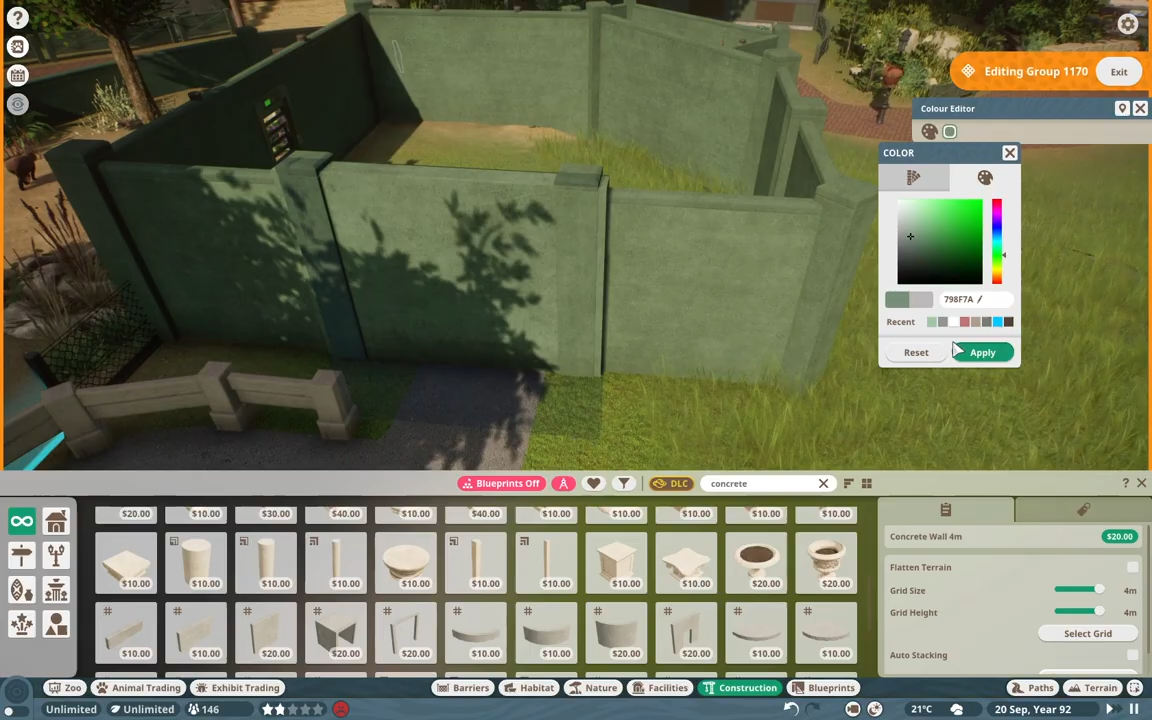 ?
Editing Group 1170 Exit
Colour Editor
COLOR
798F7A /
Recent
Reset Apply
Blueprints Off DLC concrete
?
$20.00 $10.00 $30.00 $40.00 $10.00 $40.00 $10.00 $10.00 $10.00 $10.00 $10.00
$10.00 $10.00 $10.00 $10.00 $10.00 $10.00 $10.00 $10.00 $10.00 $20.00 $20.00
$10.00 $10.00 $20.00 $20.00 $20.00 $10.00 $10.00 $20.00 $20.00 $10.00 $10.00
Concrete Wall 4m $20.00
Flatten Terrain
Grid Size 4m
Grid Height 4m
Select Grid
Auto Stacking
Zoo Animal Trading Exhibit Trading Barriers Habitat Nature Facilities Construction Blueprints Paths Terrain
Unlimited Unlimited 146 21°C 20 Sep, Year 92